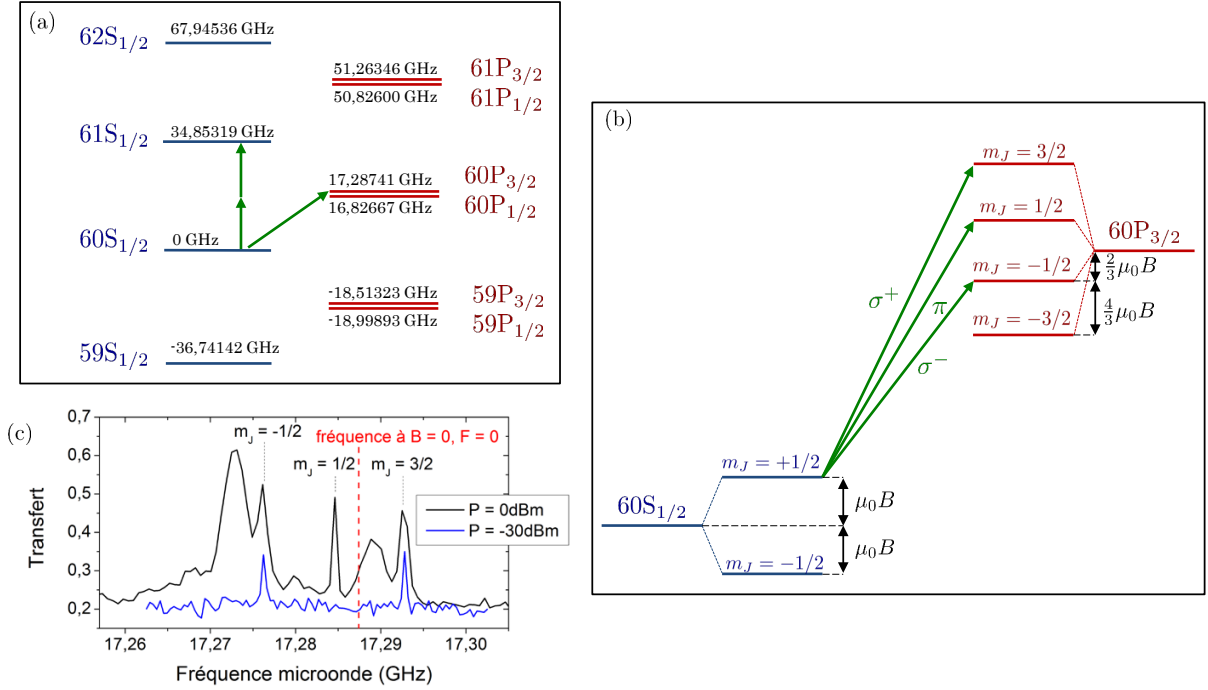 (a)
62S1/2
67,94536 GHz
51,26346 GHz
61P3/2
50,82600 GHz
61P1/2
61S1/2
34,85319 GHz
17,28741 GHz
60P3/2
16,82667 GHz
60P1/2
60S1/2
0 GHz
-18,51323 GHz
59P3/2
-18,99893 GHz
59P1/2
59S1/2
-36,74142 GHz
(b)
mJ = 3/2
mJ = 1/2
60P3/2
mJ = −1/2
2/3 μ0B
4/3 μ0B
mJ = −3/2
σ+
π
σ−
mJ = +1/2
60S1/2
μ0B
μ0B
mJ = −1/2
(c)
0,7
0,6
0,5
0,4
0,3
0,2
Transfert
mJ = -1/2
fréquence à B = 0, F = 0
mJ = 1/2
mJ = 3/2
P = 0dBm
P = -30dBm
17,26
17,27
17,28
17,29
17,30
Fréquence microonde (GHz)